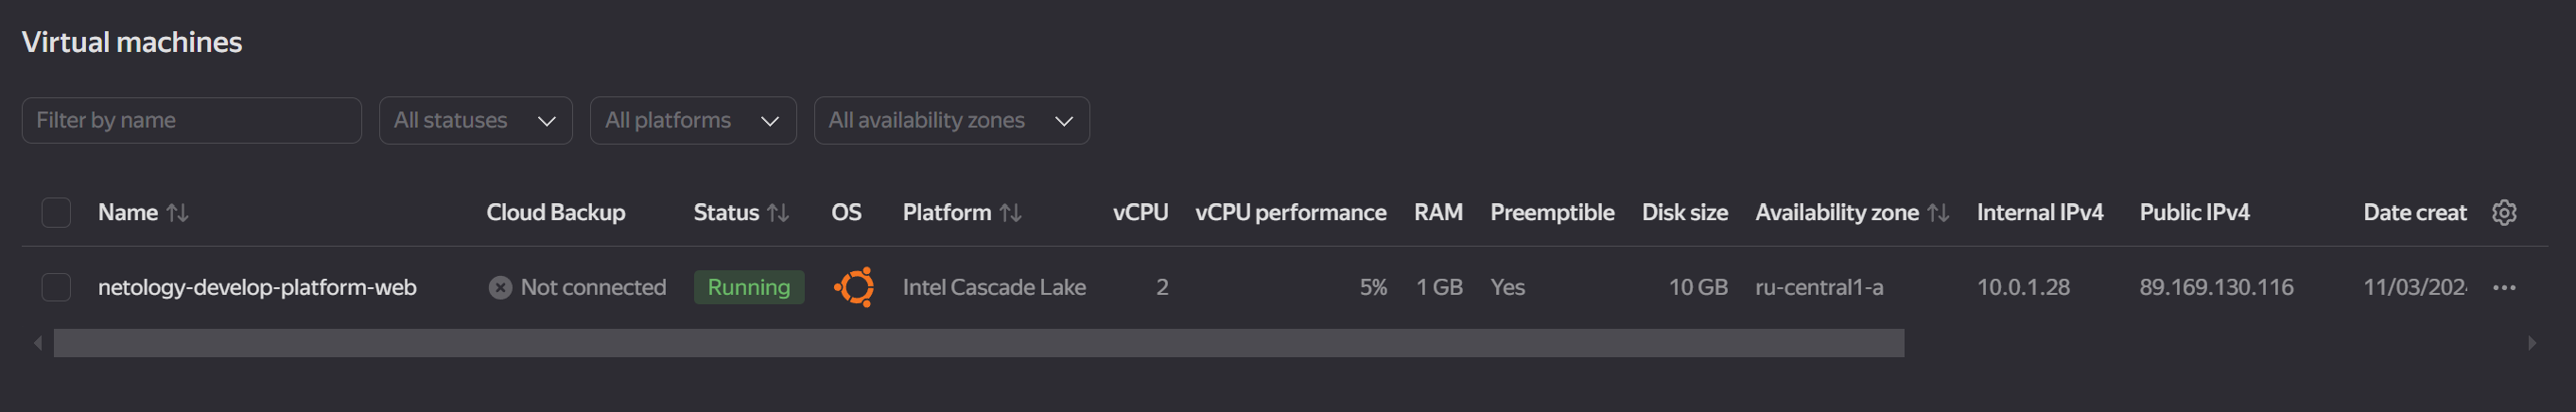 Virtual machines
Filter by name All statuses All platforms All availability zones
Name Cloud Backup Status OS Platform vCPU vCPU performance RAM Preemptible Disk size Availability zone Internal IPv4 Public IPv4 Date creat
netology-develop-platform-web Not connected Running Intel Cascade Lake 2 5% 1 GB Yes 10 GB ru-central1-a 10.0.1.28 89.169.130.116 11/03/202